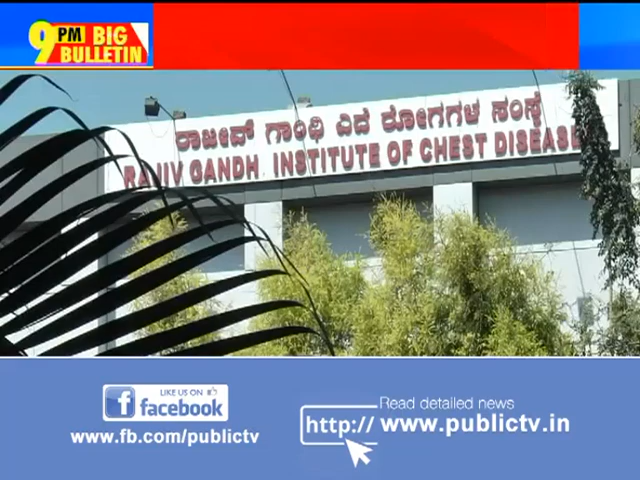 9PM BIG
BULLETIN
ರಾಜೀವ್ ಗಾಂಧಿ ಎದೆ ರೋಗಗಳ ಸಂಸ್ಥೆ
RAJIV GANDH INSTITUTE OF CHEST DISEASE
LIKE US ON
facebook
www.fb.com/publictv
Read detailed news
http:// www.publictv.in